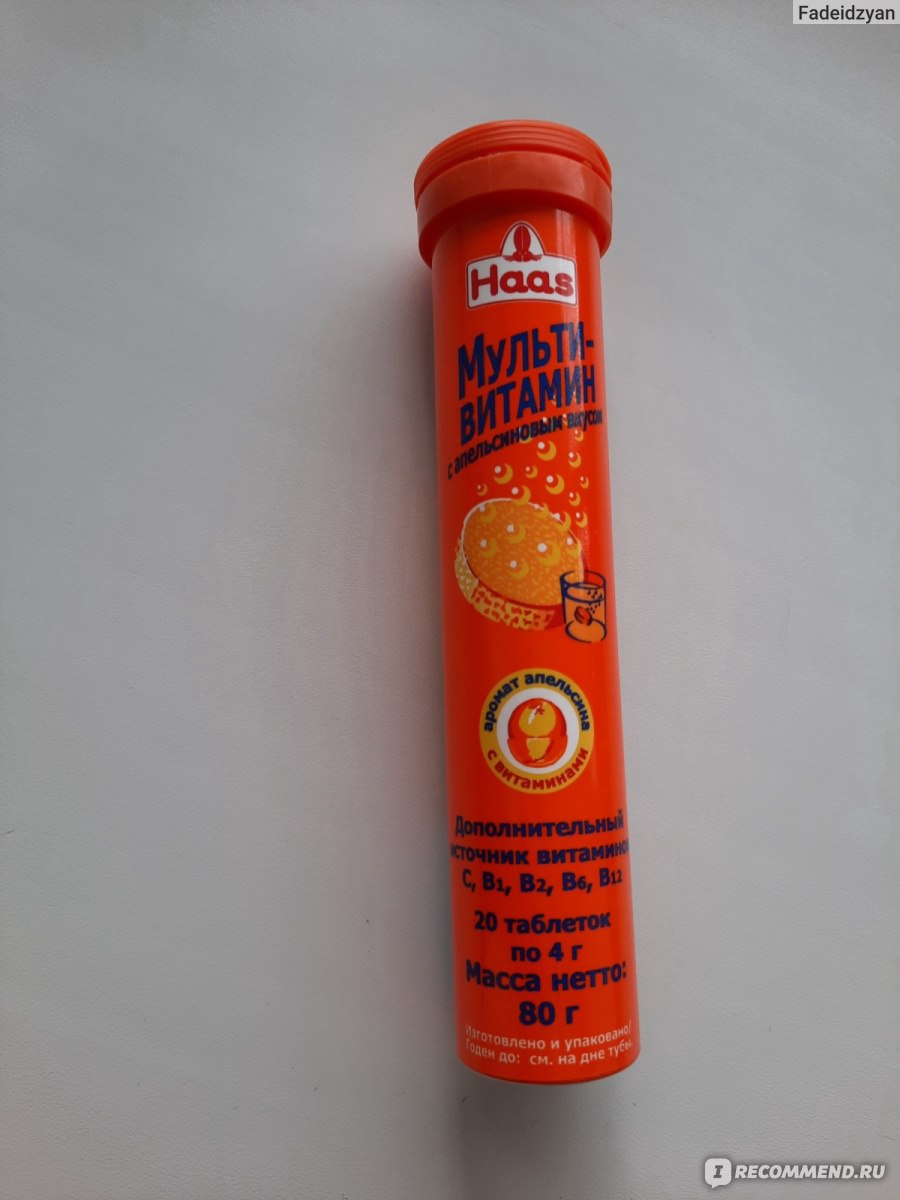 Fadeidzyan
Haas
Мульти-
витамин
с апельсиновым вкусом
аромат апельсина
с витаминами
Дополнительный
источник витаминов
C, B1, B2, B6, B12
20 таблеток
по 4 г
Масса нетто:
80 г
Изготовлено и упаковано/
Годен до: см. на дне тубы.
IRECOMMEND.RU